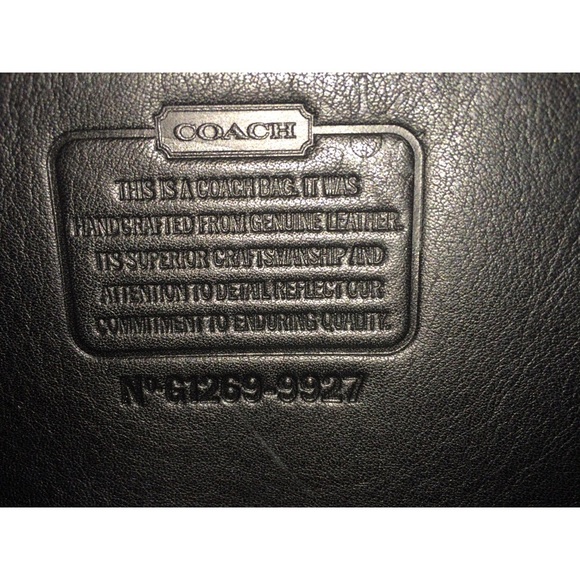 COACH
THIS IS A COACH BAG. IT WAS
HANDCRAFTED FROM GENUINE LEATHER.
ITS SUPERIOR CRAFTSMANSHIP AND
ATTENTION TO DETAIL REFLECT OUR
COMMITMENT TO ENDURING QUALITY.
Nº G1269-9927